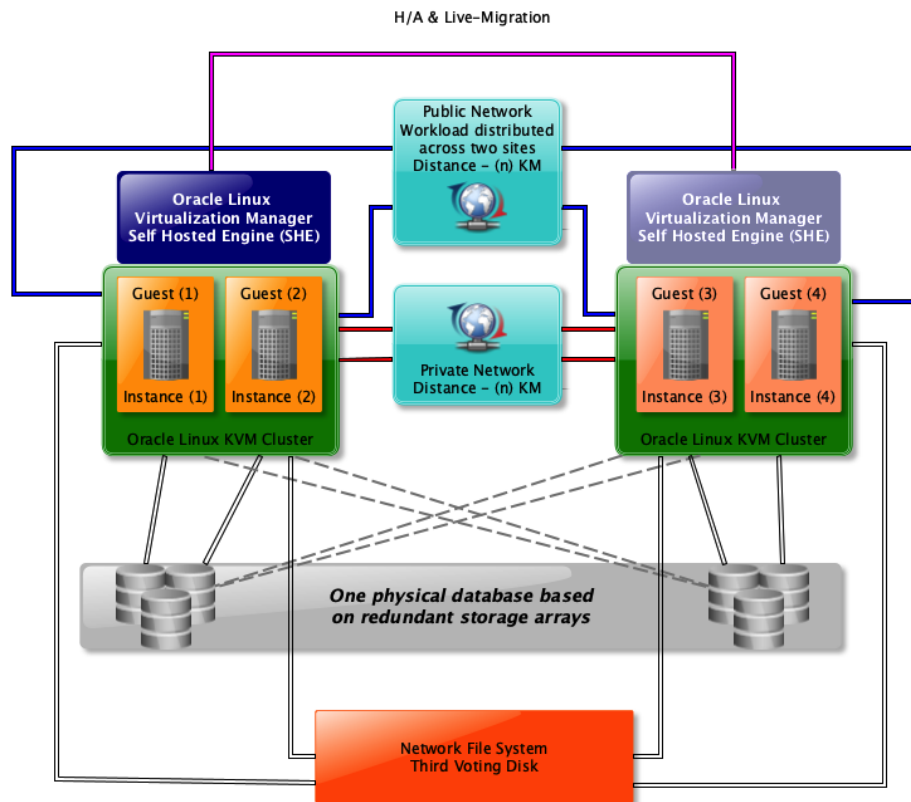 H/A & Live-Migration
Public Network
Workload distributed
across two sites
Distance - (n) KM
Oracle Linux
Virtualization Manager
Self Hosted Engine (SHE)
Oracle Linux
Virtualization Manager
Self Hosted Engine (SHE)
Guest (1)
Guest (2)
Instance (1)
Instance (2)
Oracle Linux KVM Cluster
Private Network
Distance - (n) KM
Guest (3)
Guest (4)
Instance (3)
Instance (4)
Oracle Linux KVM Cluster
One physical database based
on redundant storage arrays
Network File System
Third Voting Disk